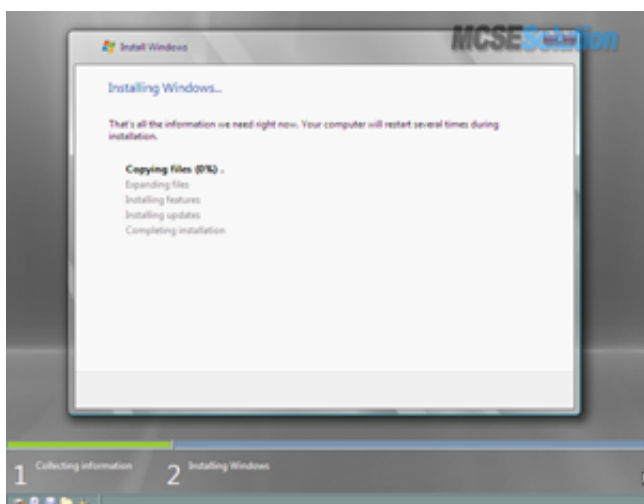 MCSESolution
Install Windows
Installing Windows...
That's all the information we need right now. Your computer will restart several times during
installation.
Copying files (0%) .
Expanding files
Installing features
Installing updates
Completing installation
1 Collecting information
2 Installing Windows